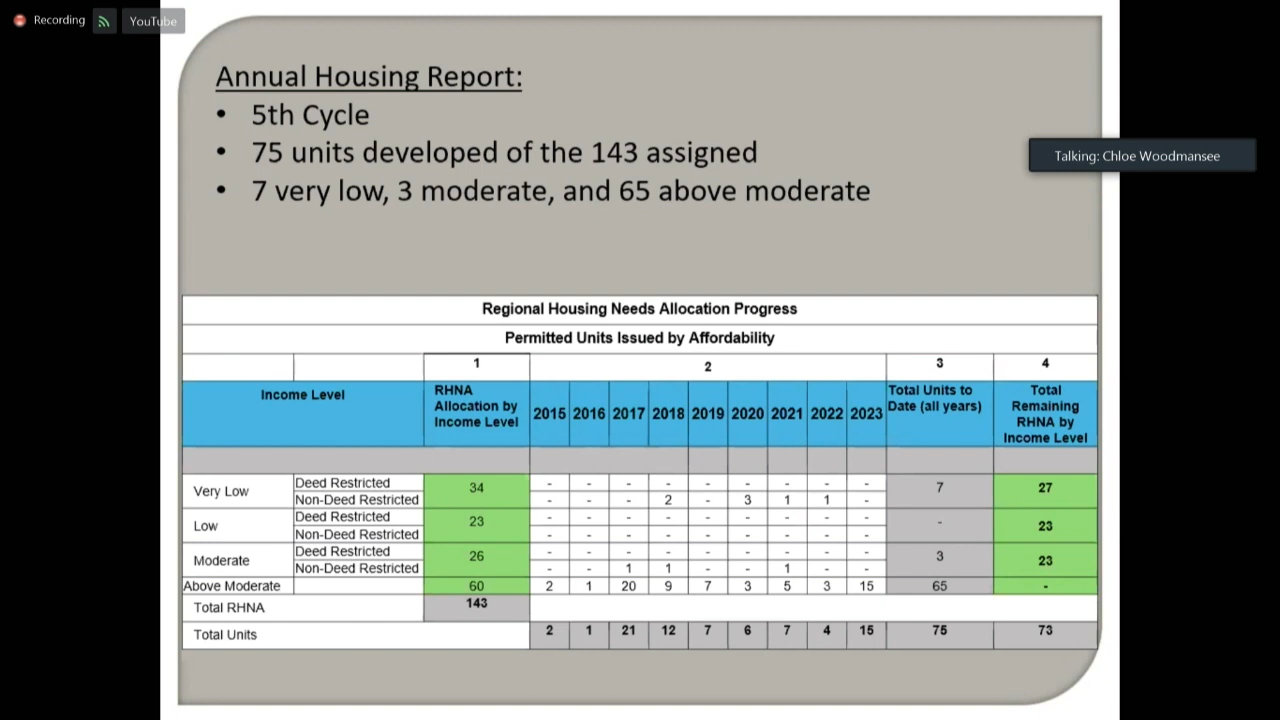 Recording
YouTube
Annual Housing Report:
• 5th Cycle
• 75 units developed of the 143 assigned
• 7 very low, 3 moderate, and 65 above moderate
Talking: Chloe Woodmansee
Regional Housing Needs Allocation Progress
Permitted Units Issued by Affordability
1 2 3 4
Income Level RHNA Allocation by Income Level 2015 2016 2017 2018 2019 2020 2021 2022 2023 Total Units to Date (all years) Total Remaining RHNA by Income Level
Very Low Deed Restricted 34 - - - - - - - - - 7 27
Non-Deed Restricted - - - 2 - 3 1 1 -
Low Deed Restricted 23 - - - - - - - - - - 23
Non-Deed Restricted - - - - - - - - -
Moderate Deed Restricted 26 - - - - - - - - - 3 23
Non-Deed Restricted - - 1 1 - - 1 - -
Above Moderate 60 2 1 20 9 7 3 5 3 15 65 -
Total RHNA 143
Total Units 2 1 21 12 7 6 7 4 15 75 73